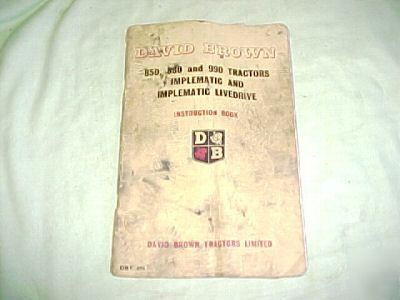 DAVID BROWN
850, 880 and 990 TRACTORS
IMPLEMATIC AND
IMPLEMATIC LIVEDRIVE
INSTRUCTION BOOK
D
B
DAVID BROWN TRACTORS LIMITED